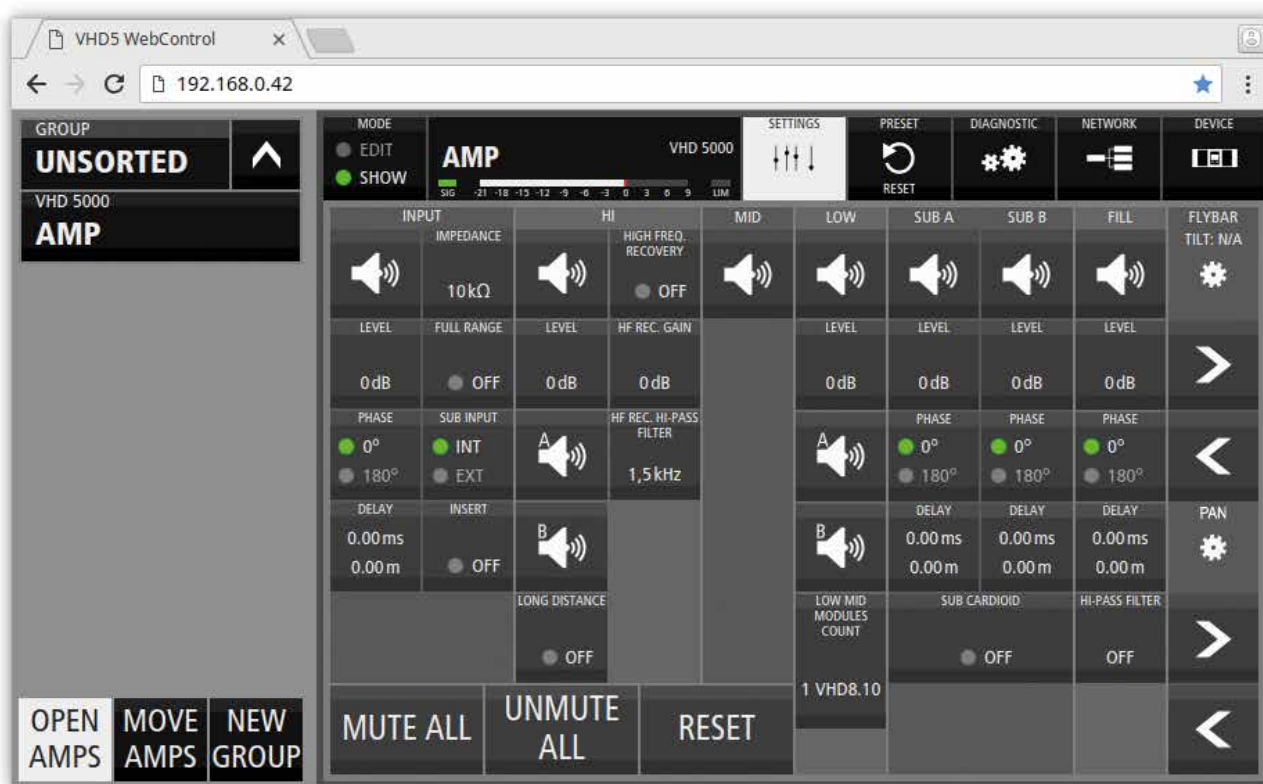 VHD5 WebControl
192.168.0.42
GROUP
UNSORTED
VHD 5000
AMP
OPEN AMPS
MOVE AMPS
NEW GROUP
MODE
EDIT
SHOW
AMP
VHD 5000
SIG -21 -18 -15 -12 -9 -6 -3 0 3 6 9 LIM
SETTINGS
PRESET
RESET
DIAGNOSTIC
NETWORK
DEVICE
INPUT
HI
MID
LOW
SUB A
SUB B
FILL
FLYBAR
TILT: N/A
IMPEDANCE
10kΩ
HIGH FREQ.
RECOVERY
OFF
LEVEL
0dB
FULL RANGE
OFF
LEVEL
0dB
HF REC. GAIN
0dB
LEVEL
0dB
LEVEL
0dB
LEVEL
0dB
LEVEL
0dB
PHASE
0°
180°
SUB INPUT
INT
EXT
A
HF REC. HI-PASS
FILTER
1,5kHz
A
PHASE
0°
180°
PHASE
0°
180°
PHASE
0°
180°
DELAY
0.00ms
0.00m
INSERT
OFF
B
B
DELAY
0.00ms
0.00m
DELAY
0.00ms
0.00m
DELAY
0.00ms
0.00m
PAN
LONG DISTANCE
OFF
LOW MID
MODULES
COUNT
1 VHD8.10
SUB CARDIOID
OFF
HI-PASS FILTER
OFF
MUTE ALL
UNMUTE
ALL
RESET